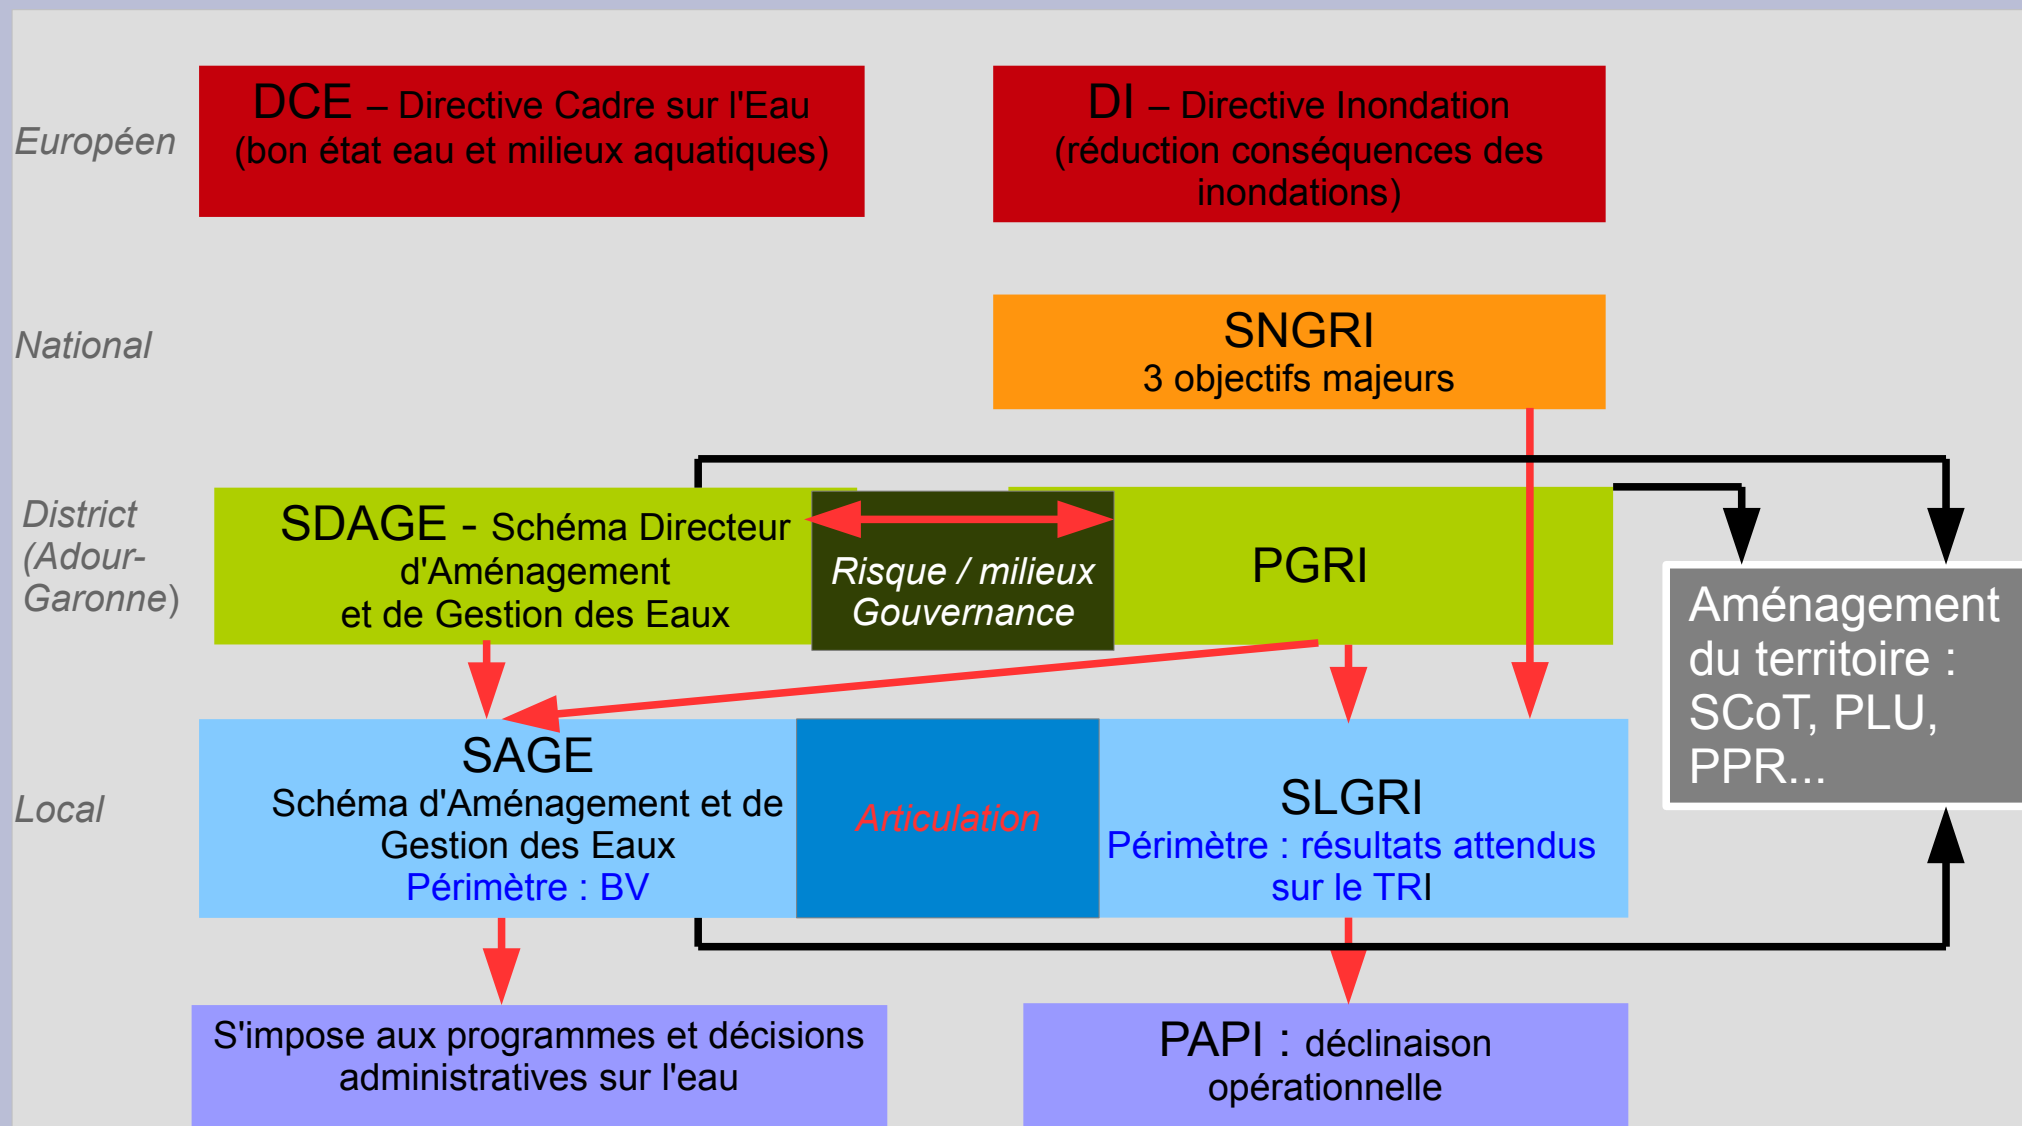 Européen
DCE – Directive Cadre sur l'Eau
(bon état eau et milieux aquatiques)
DI – Directive Inondation
(réduction conséquences des
inondations)
National
SNGRI
3 objectifs majeurs
District
(Adour-
Garonne)
SDAGE - Schéma Directeur
d'Aménagement
et de Gestion des Eaux
Risque / milieux
Gouvernance
PGRI
Aménagement
du territoire :
SCoT, PLU,
PPR...
Local
SAGE
Schéma d'Aménagement et de
Gestion des Eaux
Périmètre : BV
Articulation
SLGRI
Périmètre : résultats attendus
sur le TRI
S'impose aux programmes et décisions
administratives sur l'eau
PAPI : déclinaison
opérationnelle